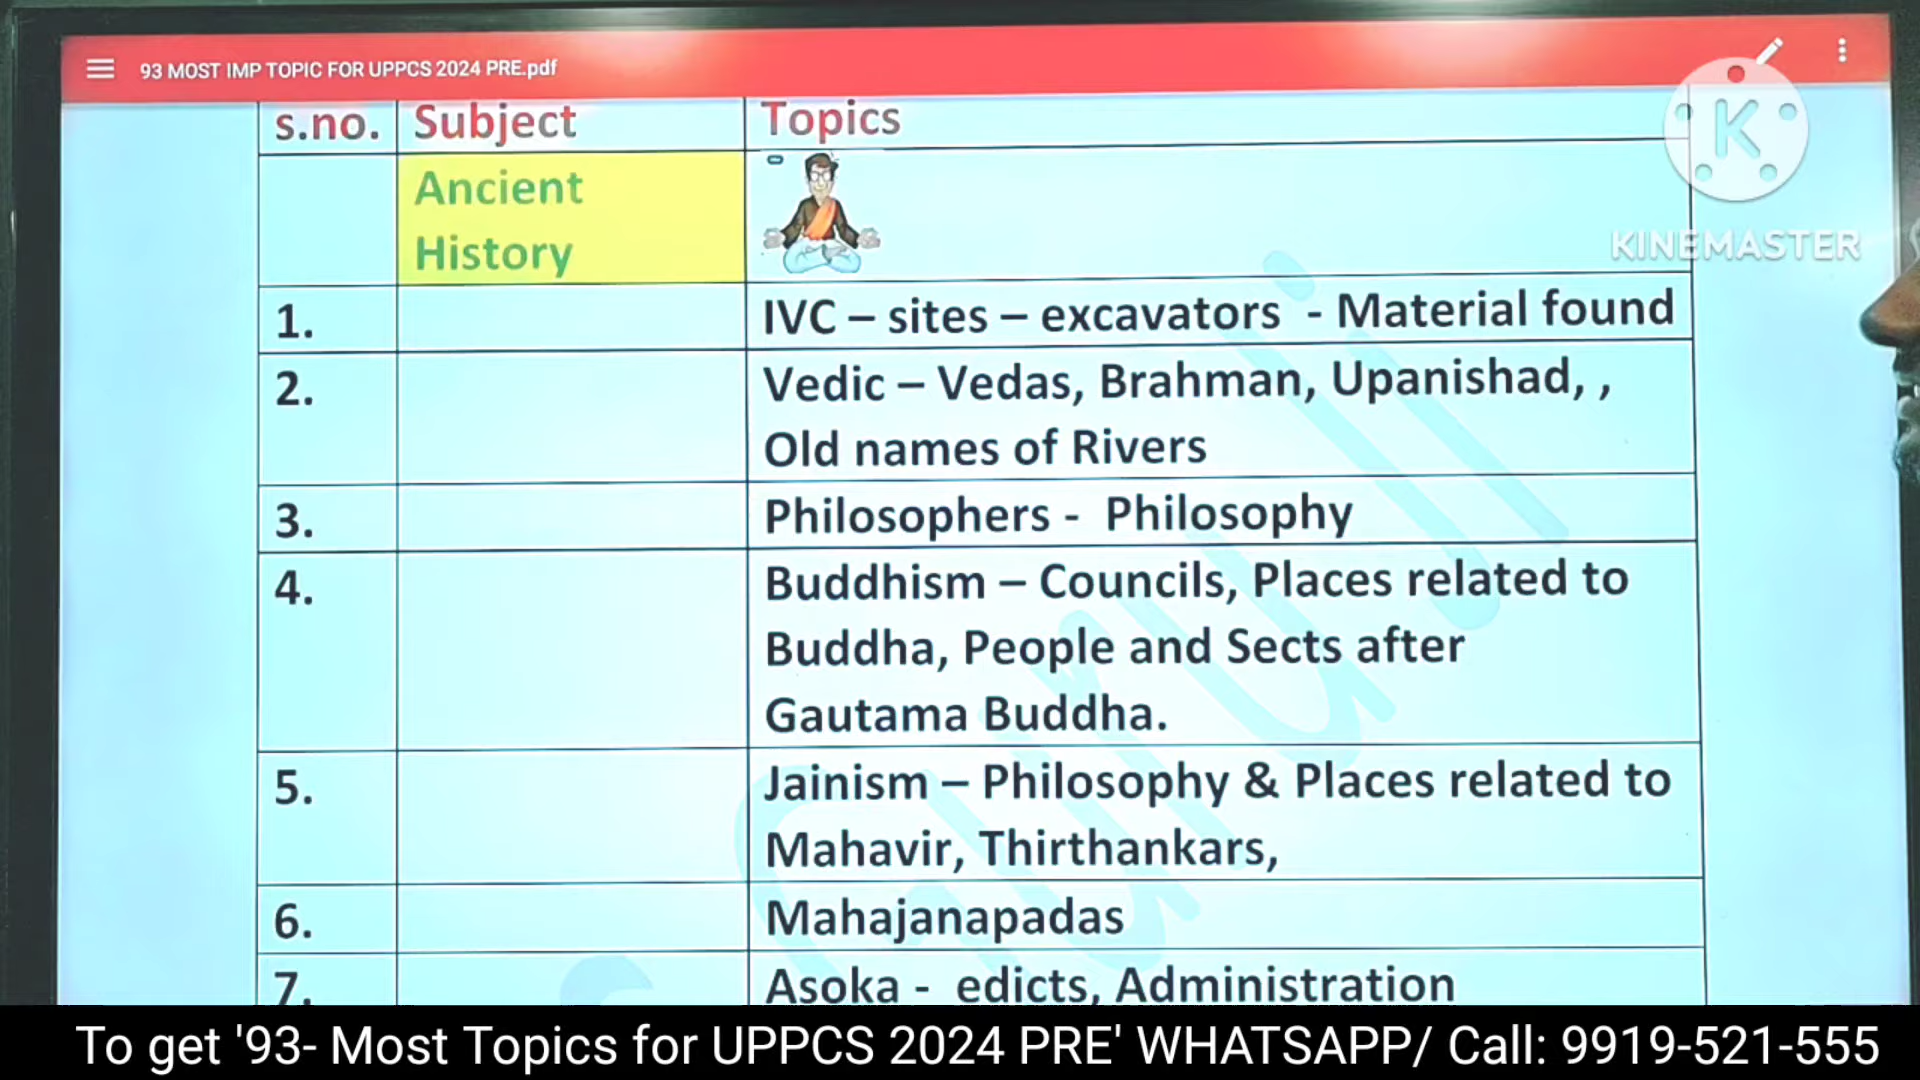 93 MOST IMP TOPIC FOR UPPCS 2024 PRE.pdf
s.no. Subject Topics
Ancient
History
1. IVC – sites – excavators - Material found
2. Vedic – Vedas, Brahman, Upanishad, ,
Old names of Rivers
3. Philosophers - Philosophy
4. Buddhism – Councils, Places related to
Buddha, People and Sects after
Gautama Buddha.
5. Jainism – Philosophy & Places related to
Mahavir, Thirthankars,
6. Mahajanapadas
7. Asoka - edicts, Administration
K
KINEMASTER
To get '93- Most Topics for UPPCS 2024 PRE' WHATSAPP/ Call: 9919-521-555